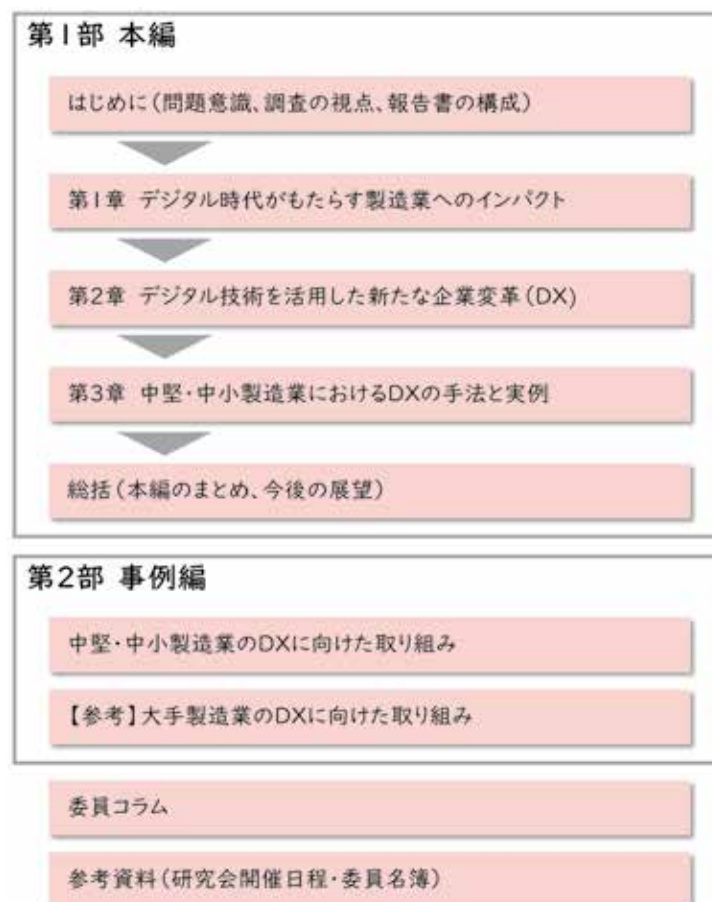 第1部 本編
はじめに(問題意識、調査の視点、報告書の構成)
第1章 デジタル時代がもたらす製造業へのインパクト
第2章 デジタル技術を活用した新たな企業変革(DX)
第3章 中堅・中小製造業におけるDXの手法と実例
総括(本編のまとめ、今後の展望)
第2部 事例編
中堅・中小製造業のDXに向けた取り組み
【参考】大手製造業のDXに向けた取り組み
委員コラム
参考資料(研究会開催日程・委員名簿)